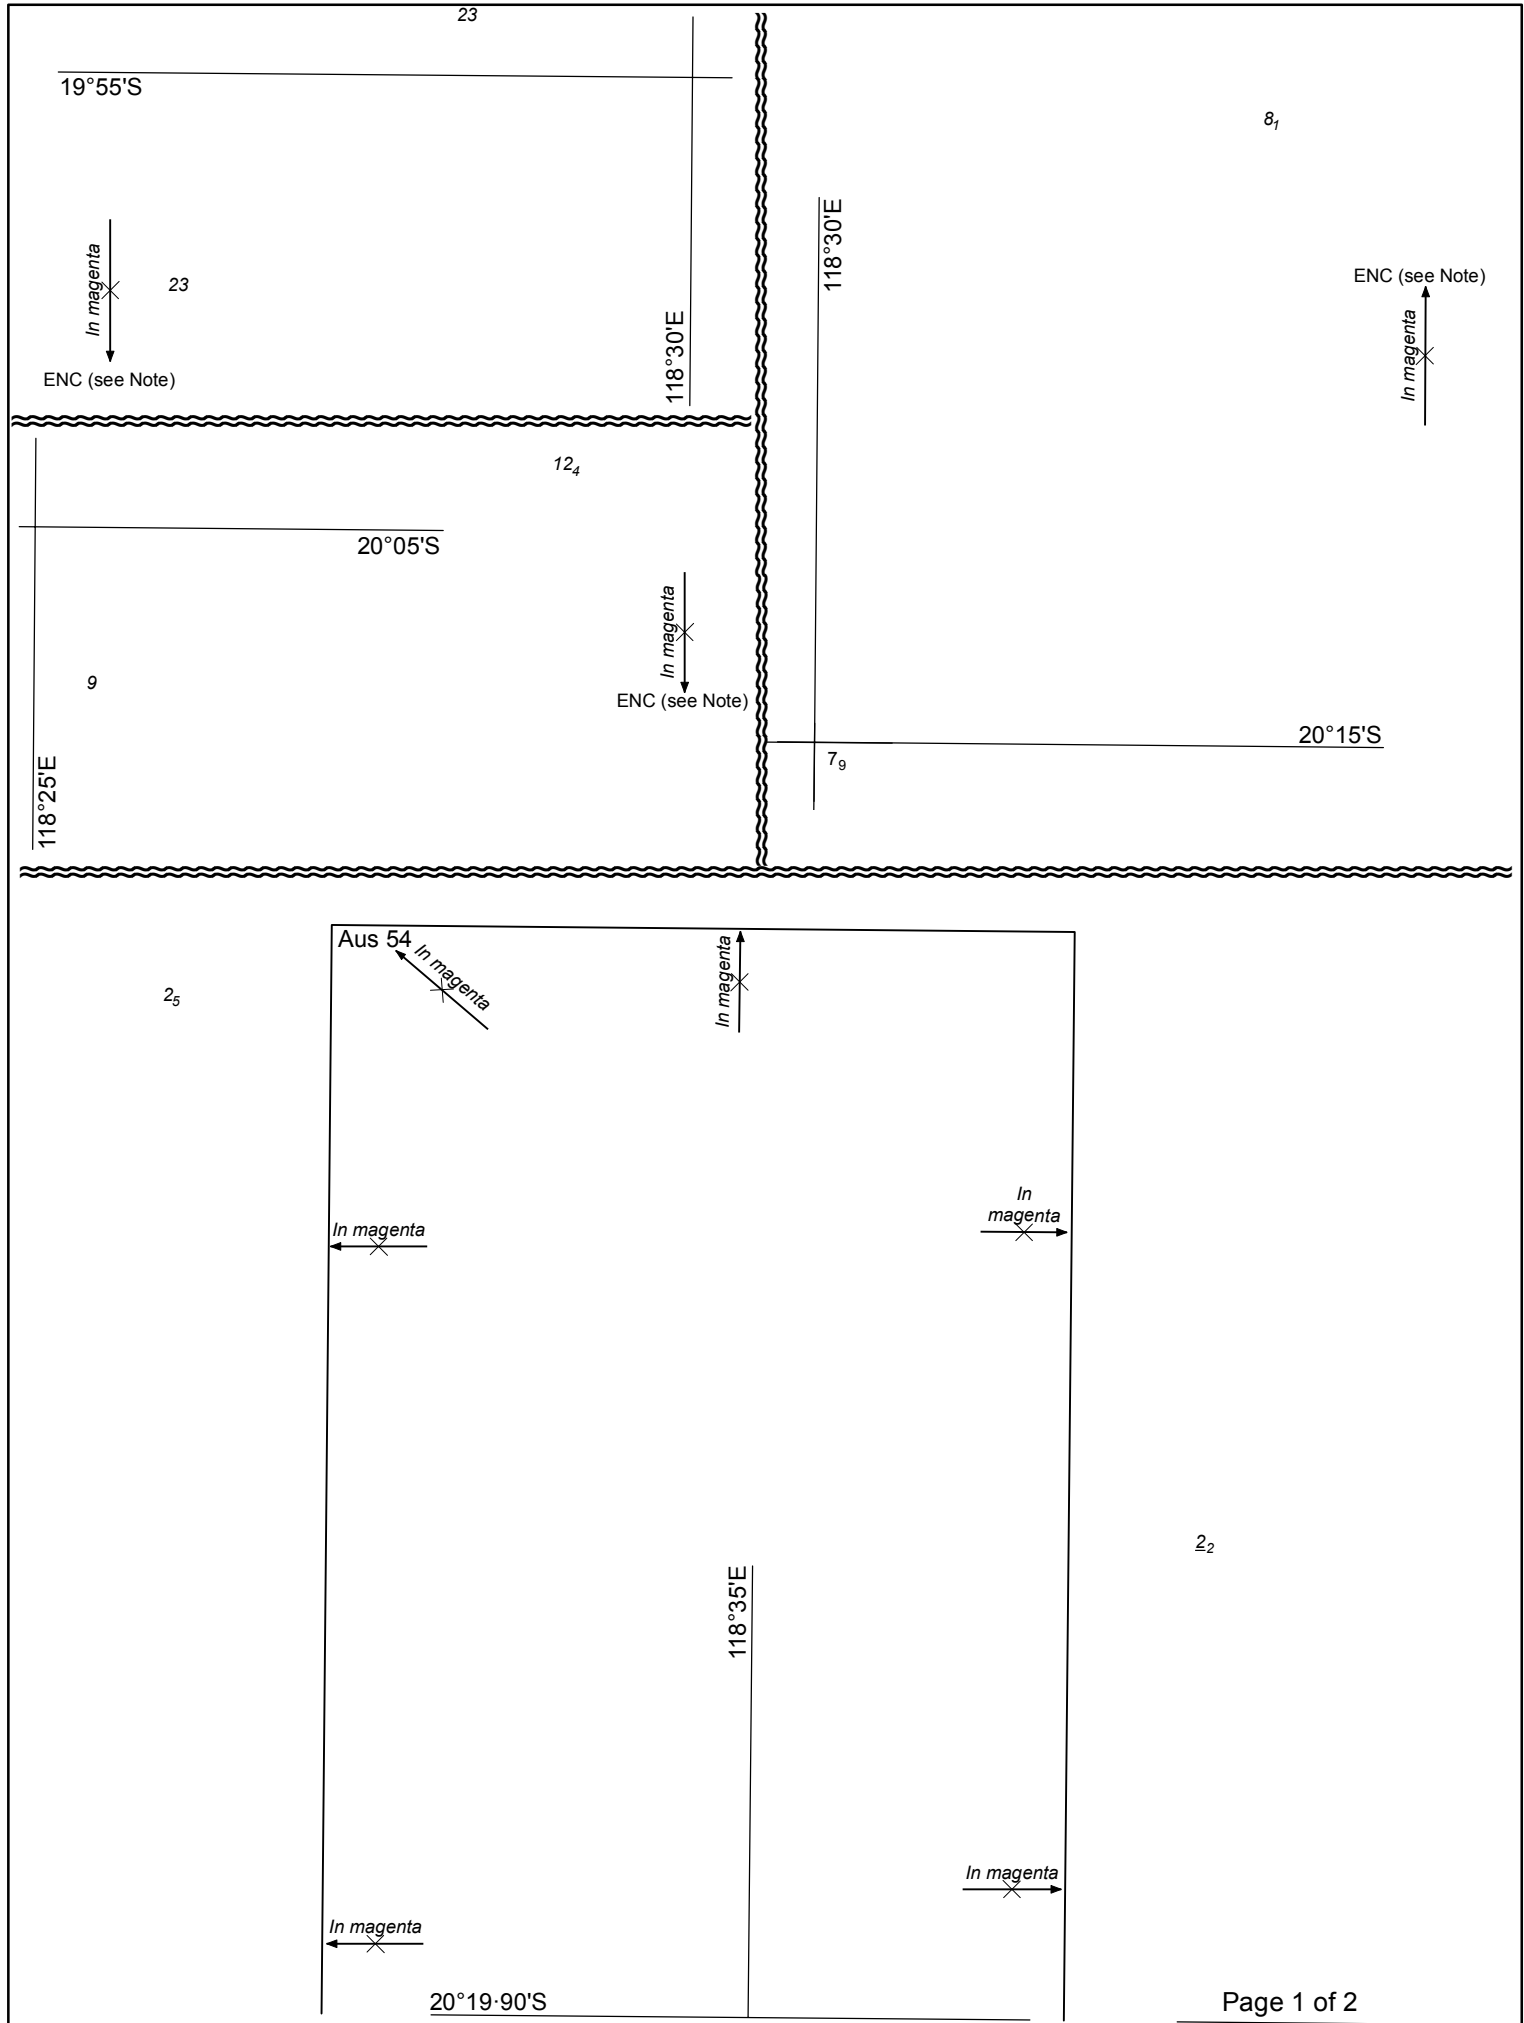 23
19°55'S
In magenta
23
118°30'E
ENC (see Note)
12₄
20°05'S
In magenta
9
ENC (see Note)
118°25'E
8₁
118°30'E
ENC (see Note)
In magenta
20°15'S
7₉
Aus 54
In magenta
In magenta
2₅
In
magenta
In magenta
2₂
118°35'E
In magenta
In magenta
20°19·90'S
Page 1 of 2